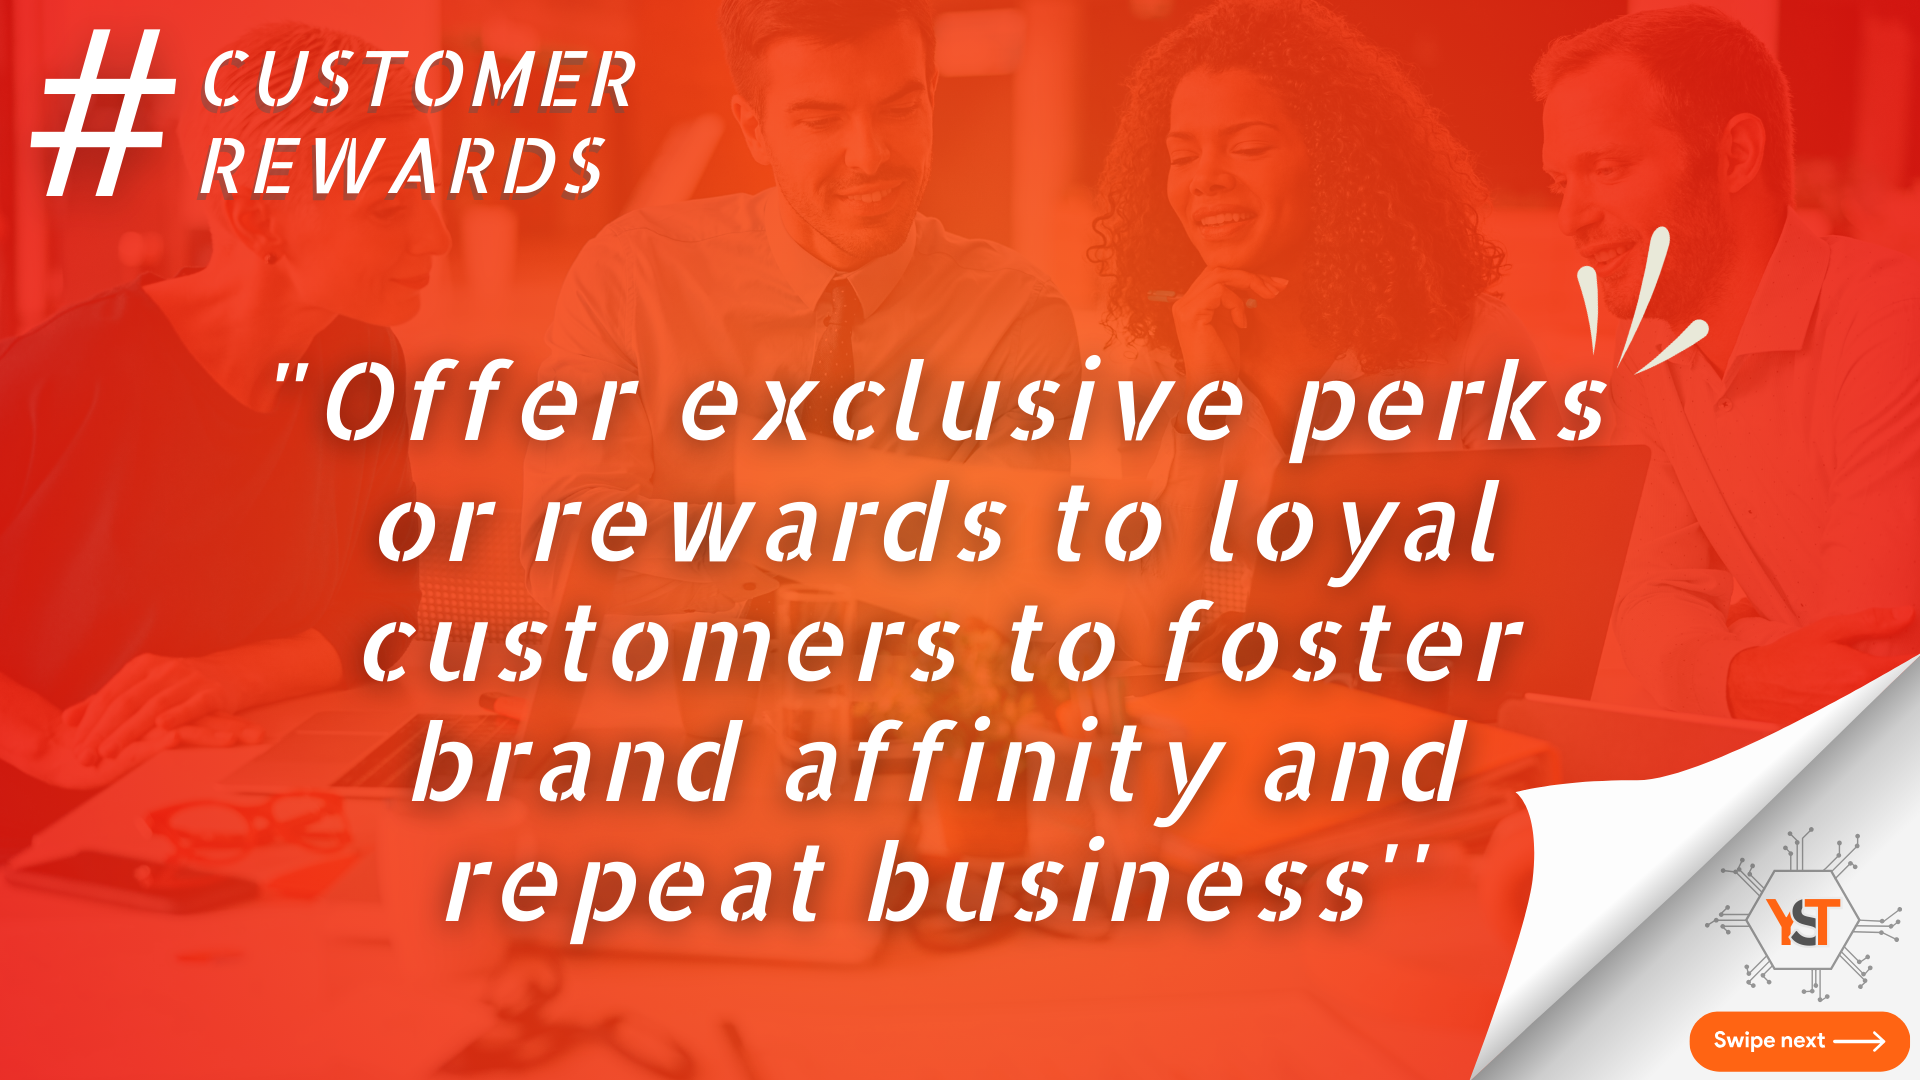 # CUSTOMER
REWARDS
"Offer exclusive perks
or rewards to loyal
customers to foster
brand affinity and
repeat business''
YST
Swipe next